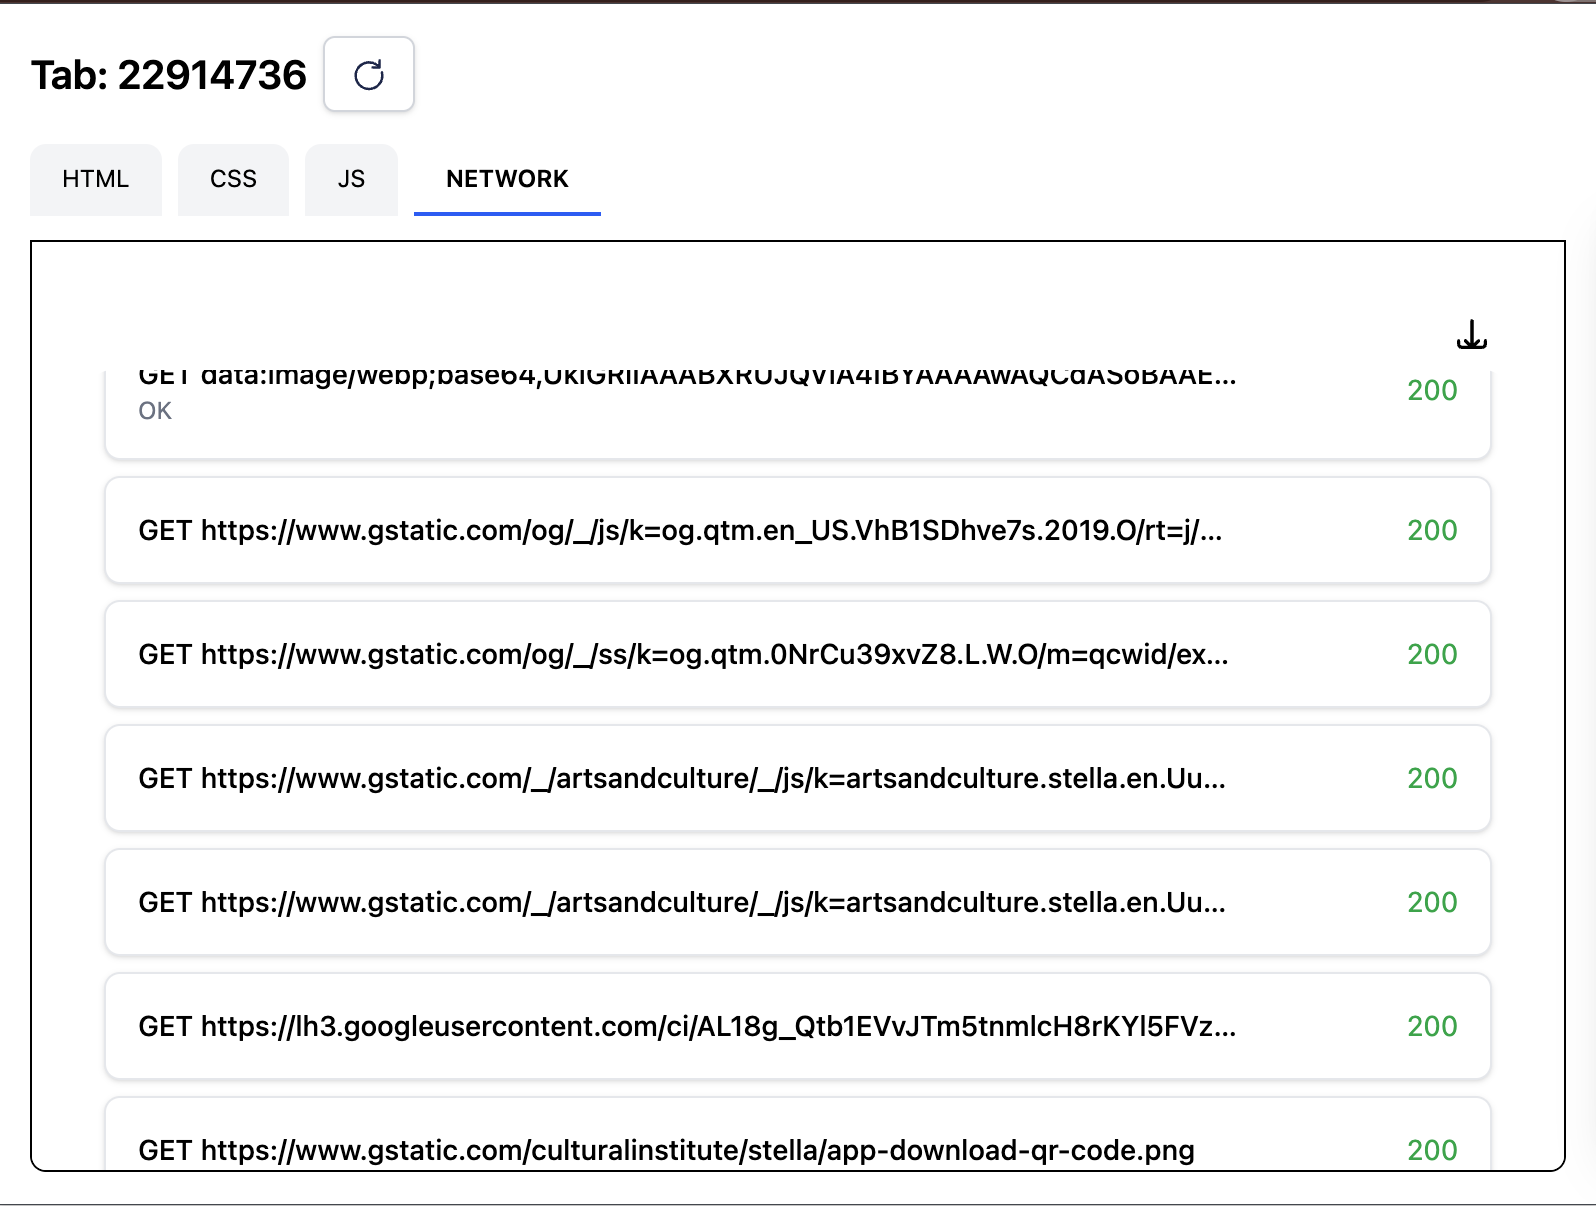 Tab: 22914736
HTML CSS JS NETWORK
GET data:image/webp;base64,
OK
200
GET https://www.gstatic.com/og/_/js/k=og.qtm.en_US.VhB1SDhve7s.2019.O/rt=j/... 200
GET https://www.gstatic.com/og/_/ss/k=og.qtm.0NrCu39xvZ8.L.W.O/m=qcwid/ex... 200
GET https://www.gstatic.com/_/artsandculture/_/js/k=artsandculture.stella.en.Uu... 200
GET https://www.gstatic.com/_/artsandculture/_/js/k=artsandculture.stella.en.Uu... 200
GET https://lh3.googleusercontent.com/ci/AL18g_Qtb1EVvJTm5tnmlcH8rKYl5FVz... 200
GET https://www.gstatic.com/culturalinstitute/stella/app-download-qr-code.png 200